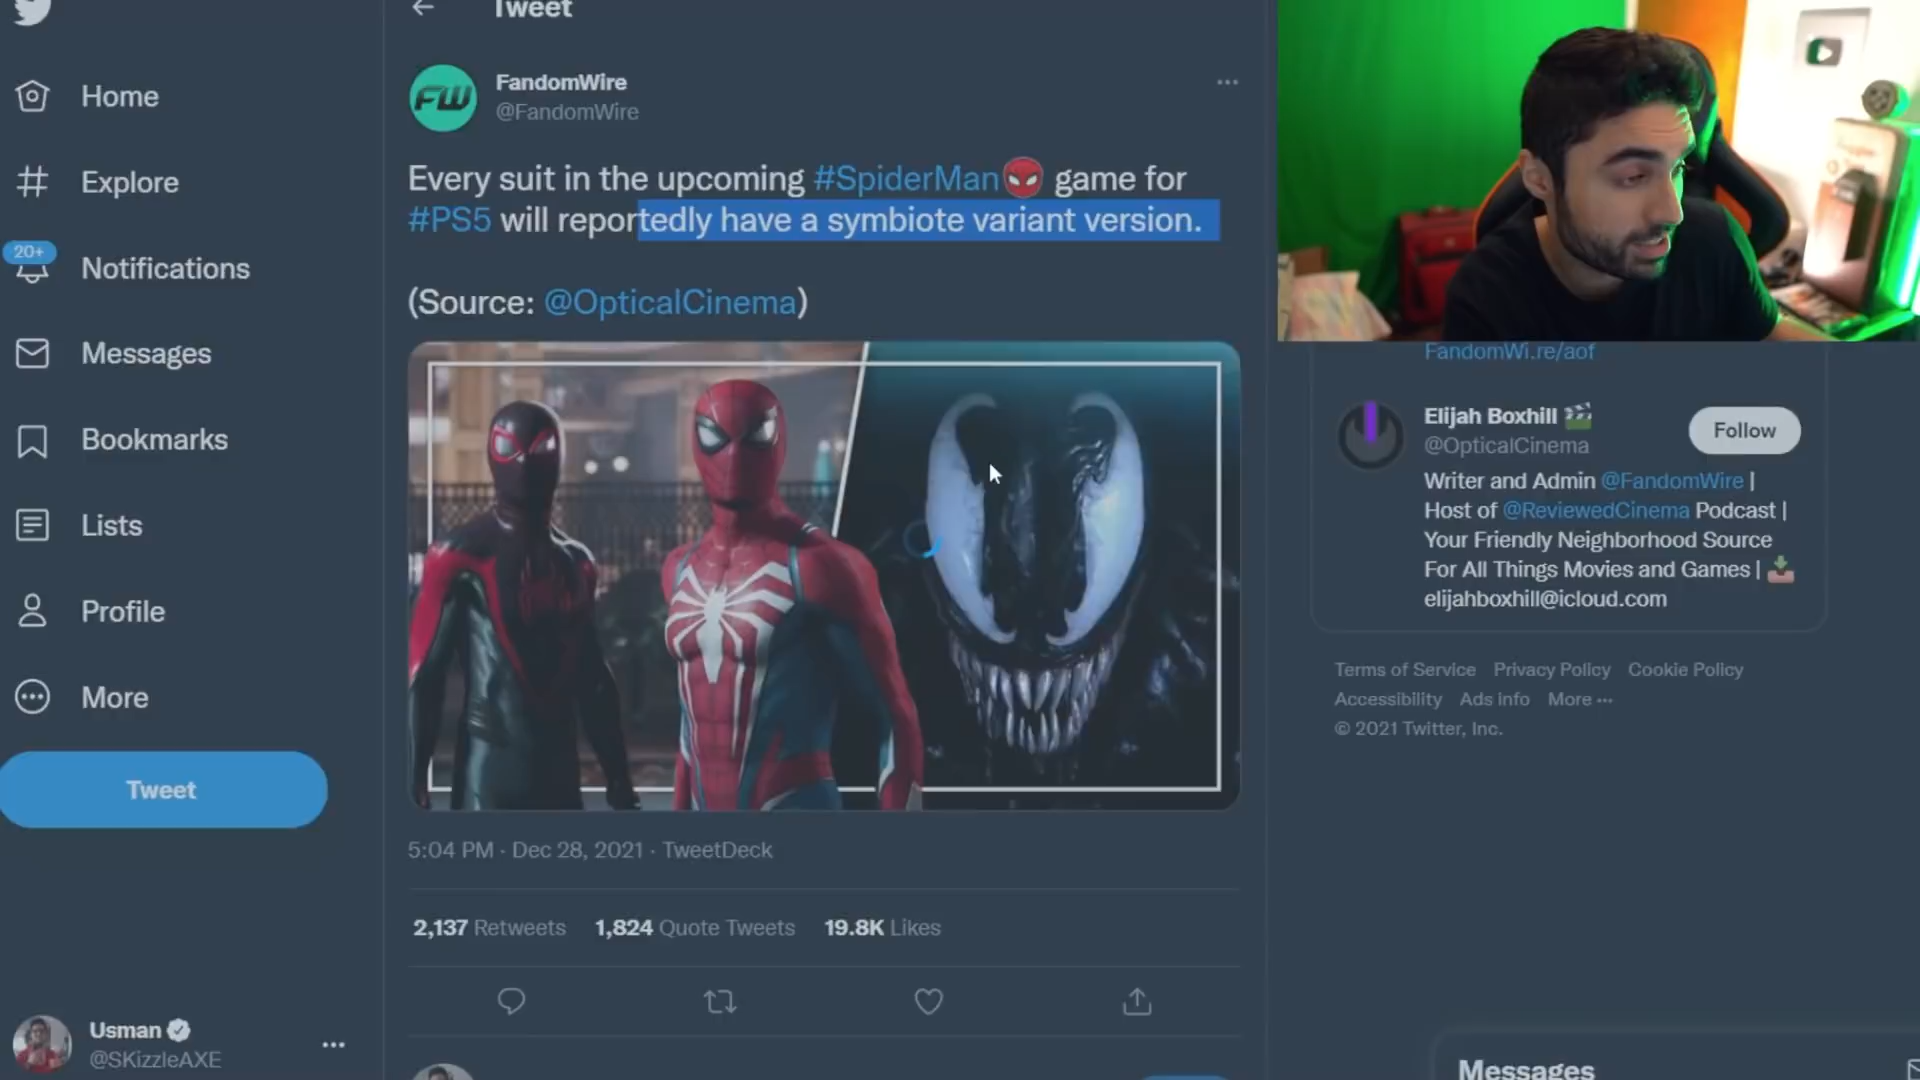 Tweet
Home
Explore
20+
Notifications
Messages
Bookmarks
Lists
Profile
More
Tweet
Usman
@SKizzleAXE
FW
FandomWire
@FandomWire
Every suit in the upcoming #SpiderMan game for
#PS5 will reportedly have a symbiote variant version.
(Source: @OpticalCinema)
5:04 PM · Dec 28, 2021 · TweetDeck
2,137 Retweets 1,824 Quote Tweets 19.8K Likes
FandomWi.re/aof
Elijah Boxhill
@OpticalCinema
Follow
Writer and Admin @FandomWire |
Host of @ReviewedCinema Podcast |
Your Friendly Neighborhood Source
For All Things Movies and Games |
elijahboxhill@icloud.com
Terms of Service Privacy Policy Cookie Policy
Accessibility Ads info More ···
© 2021 Twitter, Inc.
Messages